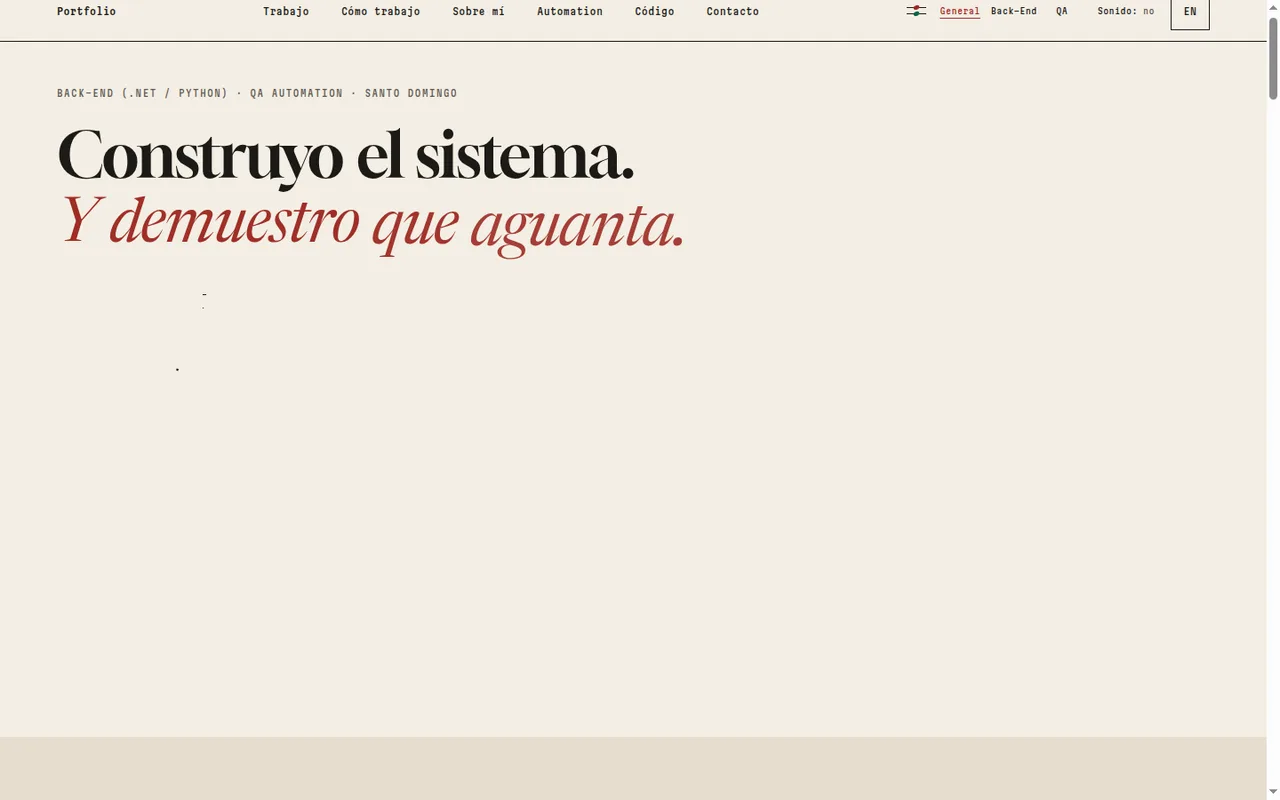 Portfolio Trabajo Cómo trabajo Sobre mí Automation Código Contacto General Back-End QA Sonido: no EN
BACK-END (.NET / PYTHON) · QA AUTOMATION · SANTO DOMINGO
Construyo el sistema.
Y demuestro que aguanta.